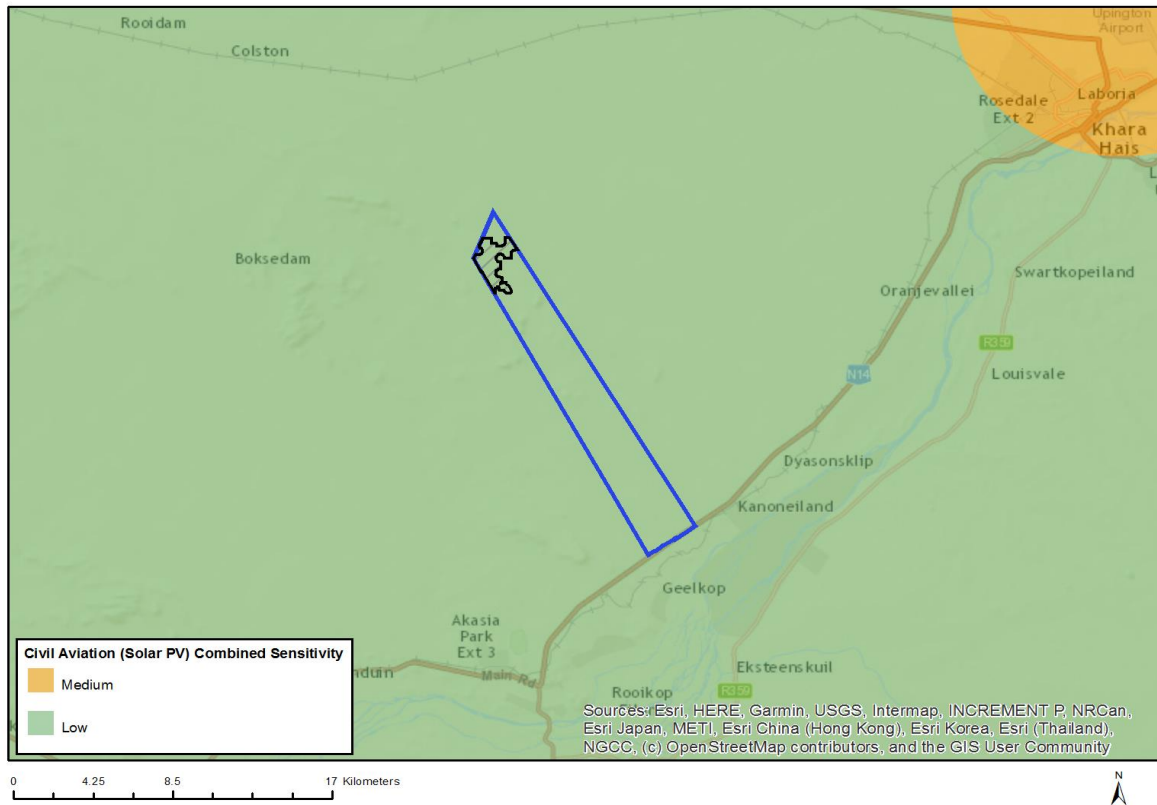 Rooidam
Colston
Upington
Airport
Rosedale
Ext 2
Laboria
Khara
Hais
Boksedam
Swartkopeiland
Oranjevallei
R359
Louisvale
N14
Dyasonsklip
Kanoneiland
Geelkop
Akasia
Park
Ext 3
Main Rd
nduin
Eksteenskuil
R359
Rooikop
Civil Aviation (Solar PV) Combined Sensitivity
Medium
Low
Sources: Esri, HERE, Garmin, USGS, Intermap, INCREMENT P, NRCan,
Esri Japan, METI, Esri China (Hong Kong), Esri Korea, Esri (Thailand),
NGCC, (c) OpenStreetMap contributors, and the GIS User Community
0 4.25 8.5 17 Kilometers
N